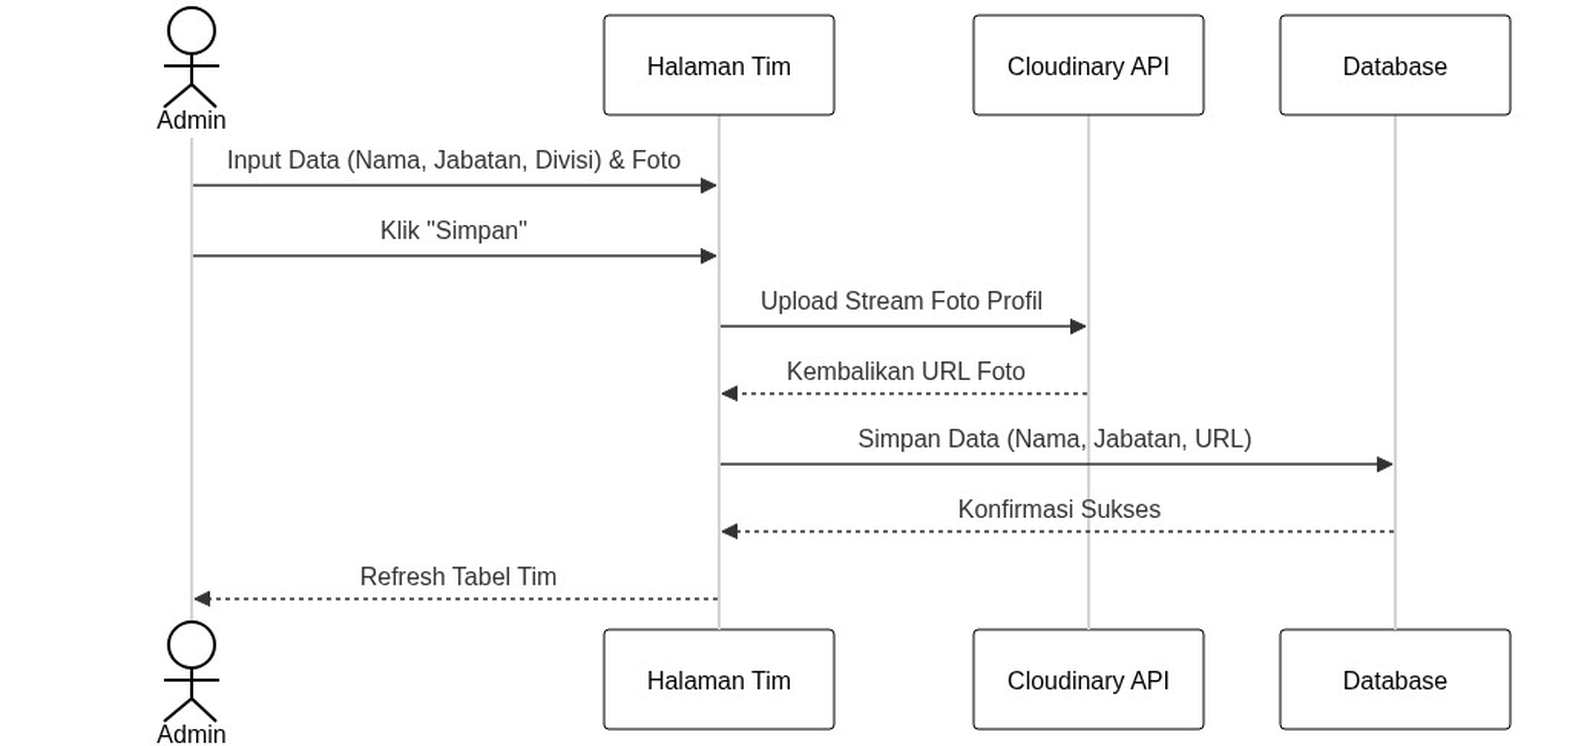 Admin
Halaman Tim
Cloudinary API
Database
Input Data (Nama, Jabatan, Divisi) & Foto
Klik "Simpan"
Upload Stream Foto Profil
Kembalikan URL Foto
Simpan Data (Nama, Jabatan, URL)
Konfirmasi Sukses
Refresh Tabel Tim
Admin
Halaman Tim
Cloudinary API
Database